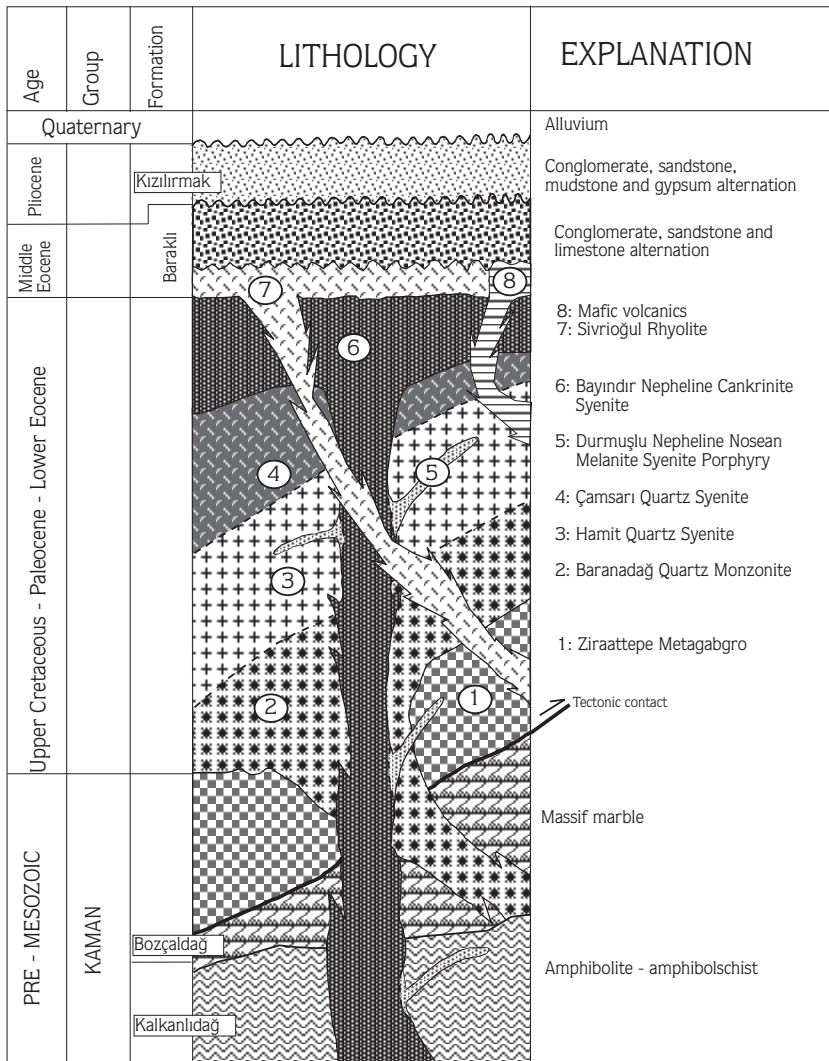 Age
Group
Formation
LITHOLOGY
EXPLANATION
Quaternary
Alluvium
Pliocene
Kızılırmak
Conglomerate, sandstone,
mudstone and gypsum alternation
Middle
Eocene
Baraklı
Conglomerate, sandstone and
limestone alternation
7
8
8: Mafic volcanics
7: Sivrioğul Rhyolite
Upper Cretaceous - Paleocene - Lower Eocene
6
6: Bayındır Nepheline Cankrinite
Syenite
5: Durmuşlu Nepheline Nosean
Melanite Syenite Porphyry
4
5
4: Çamsarı Quartz Syenite
3: Hamit Quartz Syenite
3
2: Baranadağ Quartz Monzonite
1: Ziraattepe Metagabgro
2
1
Tectonic contact
PRE - MESOZOIC
KAMAN
Massif marble
Bozçaldağ
Amphibolite - amphibolschist
Kalkanlıdağ